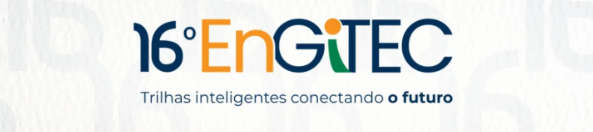 16º EnGiTEC
Trilhas inteligentes conectando o futuro